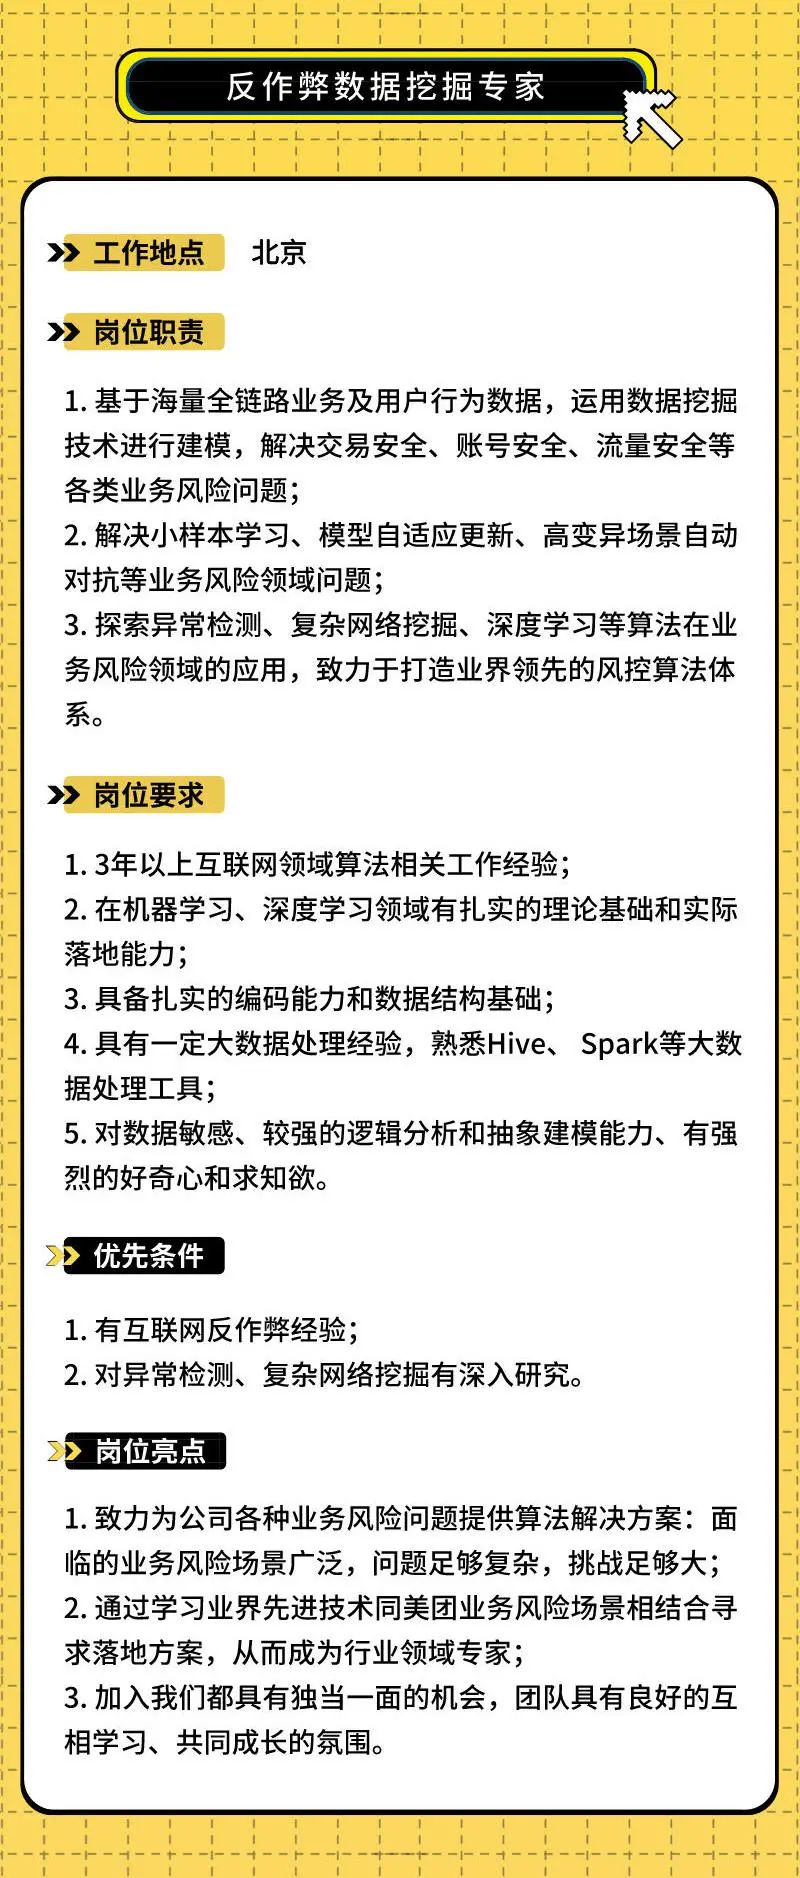 反作弊数据挖掘专家
工作地点 北京
岗位职责
1. 基于海量全链路业务及用户行为数据，运用数据挖掘
技术进行建模，解决交易安全、账号安全、流量安全等
各类业务风险问题；
2. 解决小样本学习、模型自适应更新、高变异场景自动
对抗等业务风险领域问题；
3. 探索异常检测、复杂网络挖掘、深度学习等算法在业
务风险领域的应用，致力于打造业界领先的风控算法体
系。
岗位要求
1. 3年以上互联网领域算法相关工作经验；
2. 在机器学习、深度学习领域有扎实的理论基础和实际
落地能力；
3. 具备扎实的编码能力和数据结构基础；
4. 具有一定大数据处理经验，熟悉Hive、 Spark等大数
据处理工具；
5. 对数据敏感、较强的逻辑分析和抽象建模能力、有强
烈的好奇心和求知欲。
优先条件
1. 有互联网反作弊经验；
2. 对异常检测、复杂网络挖掘有深入研究。
岗位亮点
1. 致力为公司各种业务风险问题提供算法解决方案：面
临的业务风险场景广泛，问题足够复杂，挑战足够大；
2. 通过学习业界先进技术同美团业务风险场景相结合寻
求落地方案，从而成为行业领域专家；
3. 加入我们都具有独当一面的机会，团队具有良好的互
相学习、共同成长的氛围。